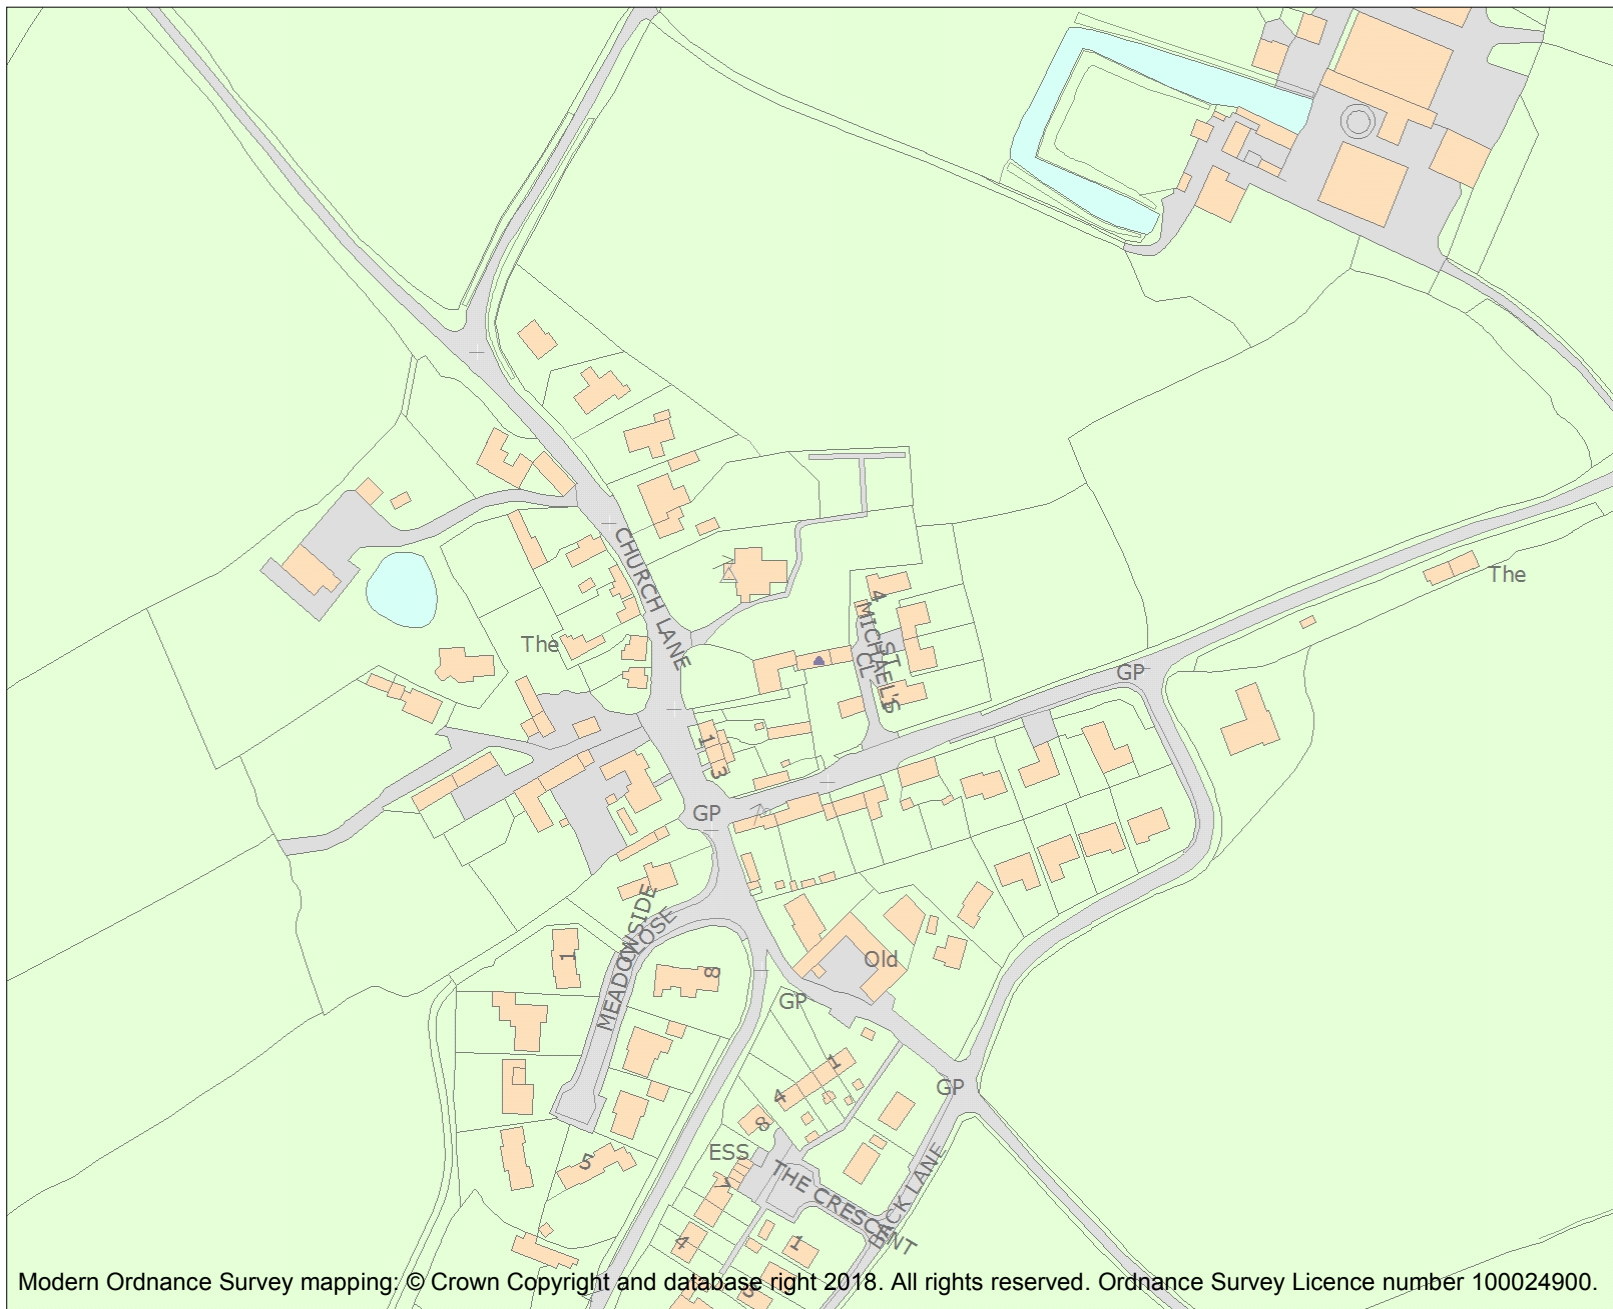 The
4
CHURCH LANE
The
ST
MICHAEL'S
CL
GP
1
3
GP
MEADOWSIDE
CLOSE
1
8
Old
GP
1
4
GP
8
ESS
5
7
THE CRESCENT
BACK LANE
4
1
Modern Ordnance Survey mapping: © Crown Copyright and database right 2018. All rights reserved. Ordnance Survey Licence number 100024900.